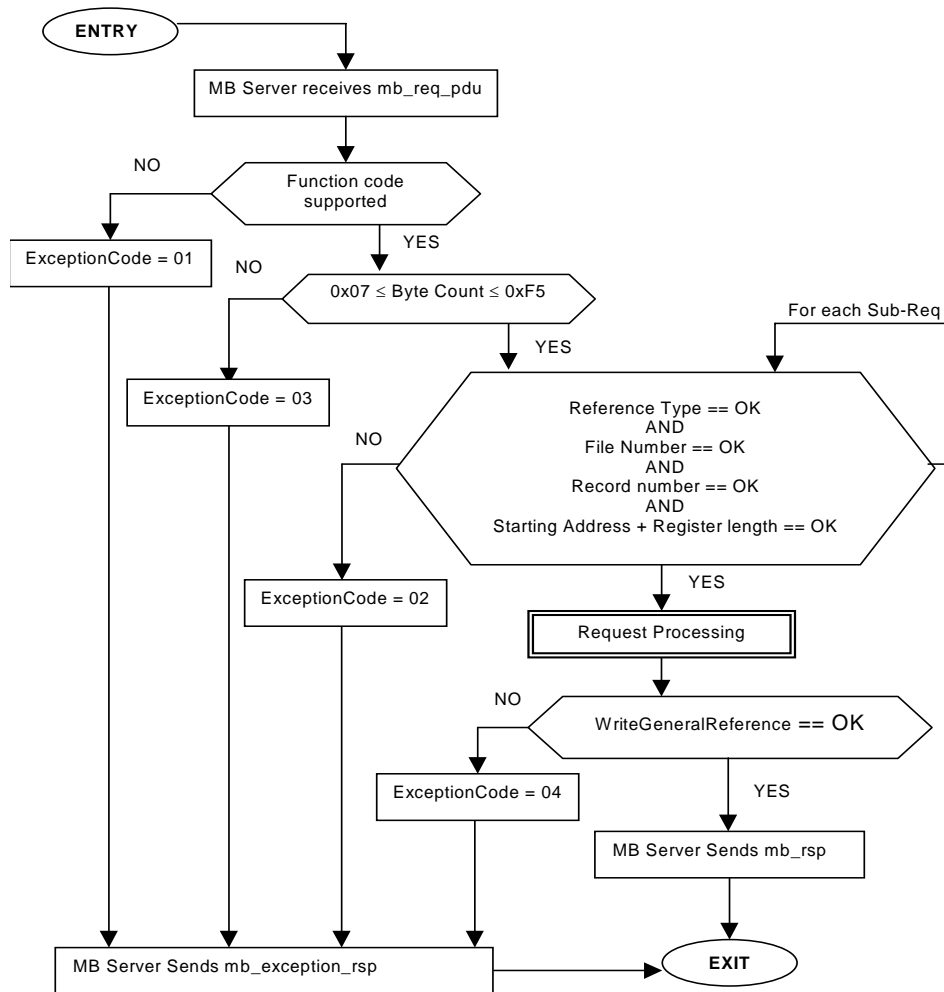 ENTRY
MB Server receives mb_req_pdu
NO
Function code
supported
YES
ExceptionCode = 01
NO
0x07 ≤ Byte Count ≤ 0xF5
For each Sub-Req
YES
ExceptionCode = 03
Reference Type == OK
AND
NO
File Number == OK
AND
Record number == OK
AND
Starting Address + Register length == OK
YES
ExceptionCode = 02
Request Processing
NO
WriteGeneralReference == OK
ExceptionCode = 04
YES
MB Server Sends mb_rsp
MB Server Sends mb_exception_rsp
EXIT